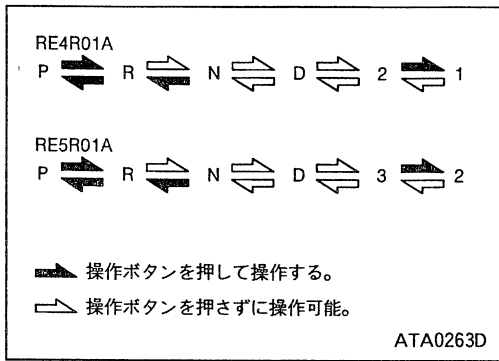 RE4R01A
P R N D 2 1
RE5R01A
P R N D 3 2
操作ボタンを押して操作する。
操作ボタンを押さずに操作可能。
ATA0263D